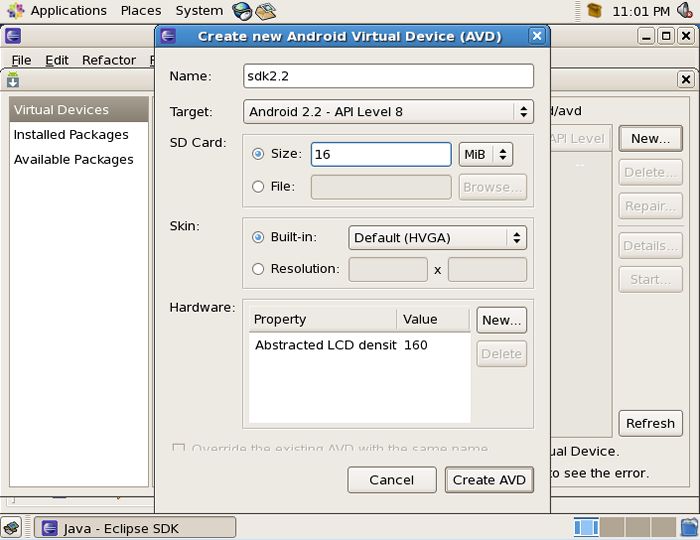 Applications Places System 11:01 PM
Create new Android Virtual Device (AVD)
File Edit Refactor
Virtual Devices
Installed Packages
Available Packages
Name: sdk2.2
Target: Android 2.2 - API Level 8
SD Card:
Size: 16 MiB
File: Browse...
Skin:
Built-in: Default (HVGA)
Resolution: x
Hardware:
Property Value New...
Abstracted LCD densit 160
Delete
Override the existing AVD with the same name
Cancel Create AVD
d/avd
API Level New...
--
Delete...
Repair...
Details...
Start...
Refresh
ual Device.
to see the error.
Java - Eclipse SDK